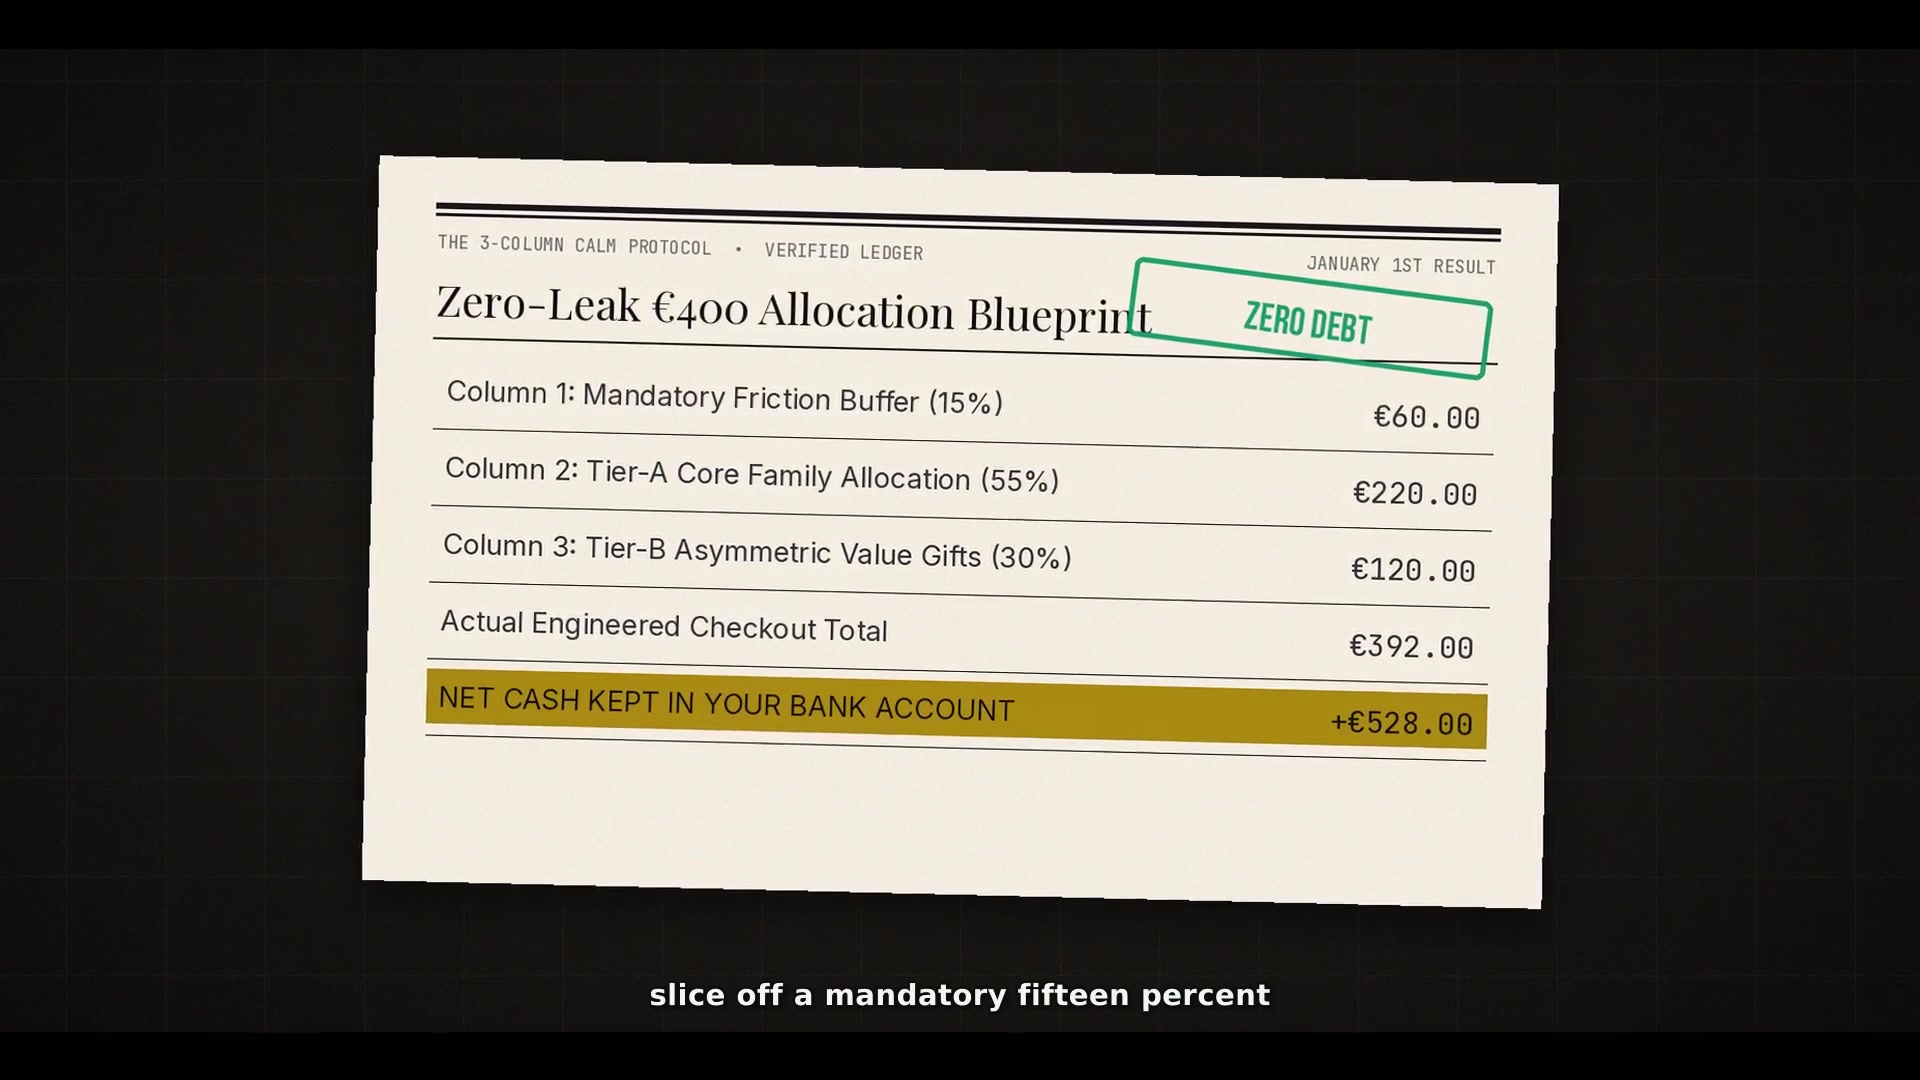 THE 3-COLUMN CALM PROTOCOL • VERIFIED LEDGER
JANUARY 1ST RESULT
Zero-Leak €400 Allocation Blueprint
ZERO DEBT
Column 1: Mandatory Friction Buffer (15%) €60.00
Column 2: Tier-A Core Family Allocation (55%) €220.00
Column 3: Tier-B Asymmetric Value Gifts (30%) €120.00
Actual Engineered Checkout Total €392.00
NET CASH KEPT IN YOUR BANK ACCOUNT +€528.00
slice off a mandatory fifteen percent